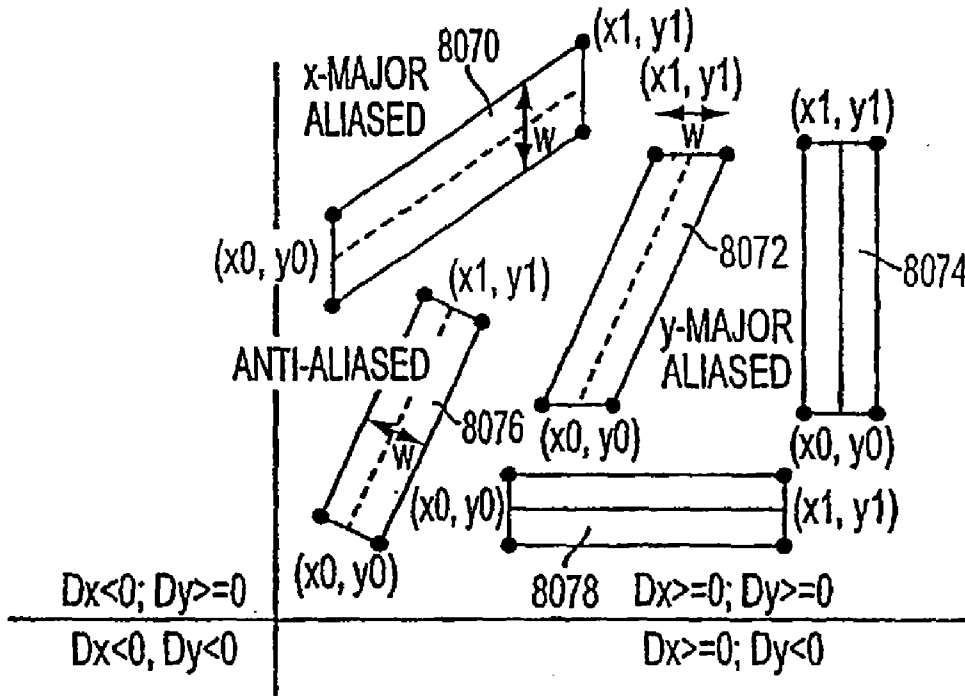 8070
(x1, y1)
x-MAJOR
ALIASED
W
(x0, y0)
(x1, y1)
W
8072
(x0, y0)
y-MAJOR
ALIASED
(x1, y1)
8074
(x0, y0)
(x1, y1)
ANTI-ALIASED
8076
W
(x0, y0)
(x0, y0)
(x1, y1)
8078
Dx<0; Dy>=0
Dx>=0; Dy>=0
Dx<0, Dy<0
Dx>=0; Dy<0